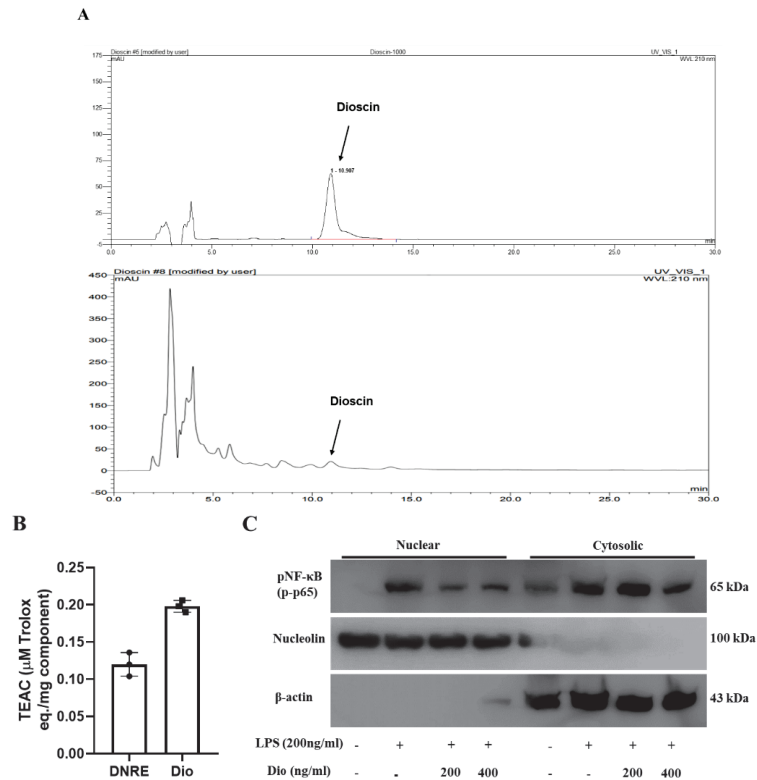 A
Dioscin #6 [modified by user] Dioscin-1000 UV_VIS_1
mAU WVL:210 nm
175
150
125
100
75
50
25
-5
Dioscin
1 - 10.907
min
0.0 5.0 10.0 15.0 20.0 25.0 30.0
Dioscin #8 [modified by user] UV_VIS_1
mAU WVL:210 nm
450
400
350
300
250
200
150
100
50
0
-50
Dioscin
min
0.0 5.0 10.0 15.0 20.0 25.0 30.0
B
TEAC (μM Trolox
eq./mg component)
0.25
0.20
0.15
0.10
0.05
0.00
DNRE Dio
C
Nuclear Cytosolic
pNF-κB
(p-p65)
65 kDa
Nucleolin 100 kDa
β-actin 43 kDa
LPS (200ng/ml) - + + + - + + +
Dio (ng/ml) - - 200 400 - - 200 400